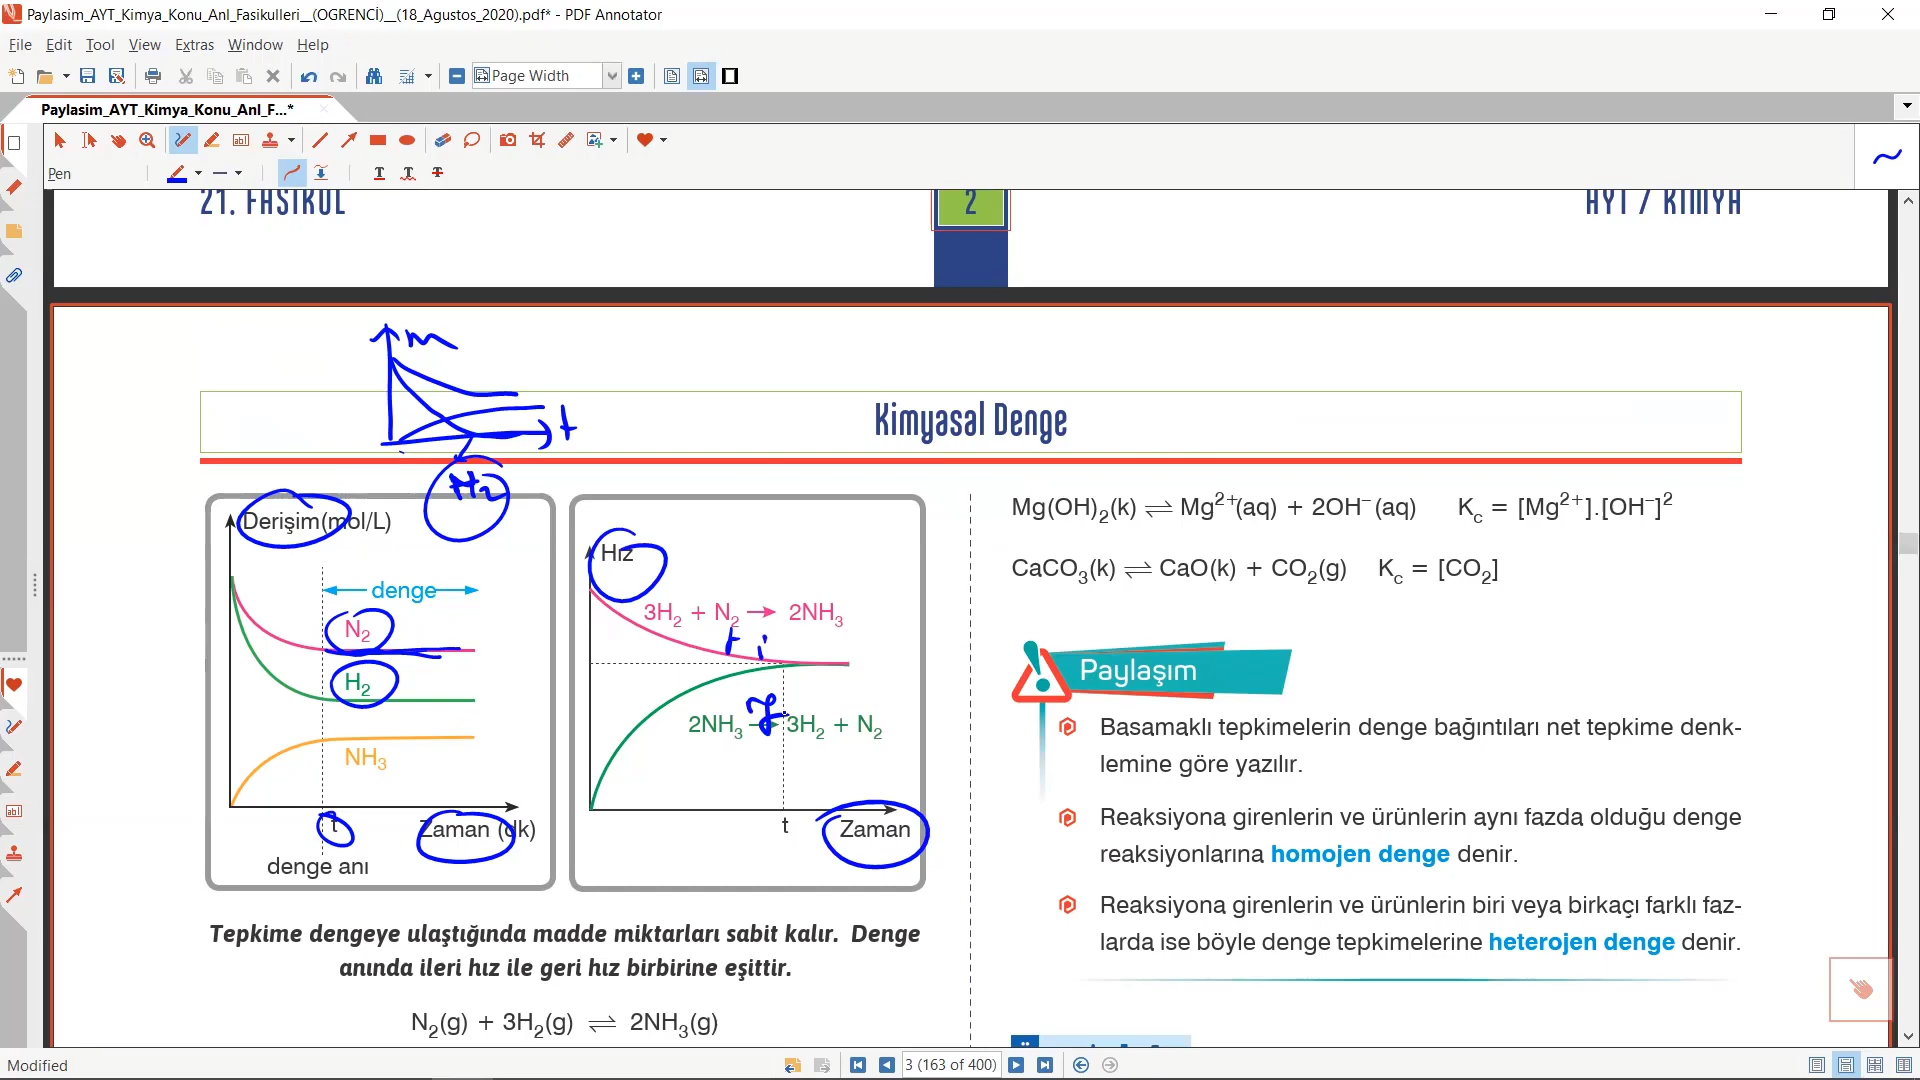 Paylasim_AYT_Kimya_Konu_Anl_Fasikulleri__(OGRENCİ)__(18_Agustos_2020).pdf* - PDF Annotator
File Edit Tool View Extras Window Help
Page Width
Paylasim_AYT_Kimya_Konu_Anl_F...*
Pen
21. FASİKÜL
2
AYT / KİMYA
m
t
Kimyasal Denge
H2
Derişim(mol/L)
denge
N2
H2
NH3
t
Zaman (dk)
denge anı
Hız
3H2 + N2 → 2NH3
i
2NH3 → 3H2 + N2
t
Zaman
Tepkime dengeye ulaştığında madde miktarları sabit kalır. Denge
anında ileri hız ile geri hız birbirine eşittir.
N2(g) + 3H2(g) ⇌ 2NH3(g)
Mg(OH)2(k) ⇌ Mg2+(aq) + 2OH−(aq) Kc = [Mg2+].[OH−]2
CaCO3(k) ⇌ CaO(k) + CO2(g) Kc = [CO2]
Paylaşım
Basamaklı tepkimelerin denge bağıntıları net tepkime denk-
lemine göre yazılır.
Reaksiyona girenlerin ve ürünlerin aynı fazda olduğu denge
reaksiyonlarına homojen denge denir.
Reaksiyona girenlerin ve ürünlerin biri veya birkaçı farklı faz-
larda ise böyle denge tepkimelerine heterojen denge denir.
Modified
3 (163 of 400)